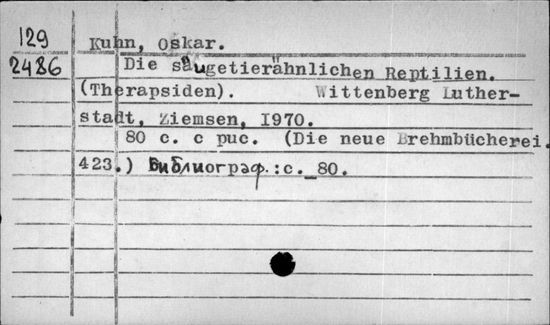 129
2486
Kuhn, Oskar.
Die säugetierähnlichen Reptilien.
(Therapsiden). Wittenberg Luther-
stadt, Ziemsen, 1970.
80 с. с рис. (Die neue Brehmbücherei.
423.) Библиограф.:с. 80.